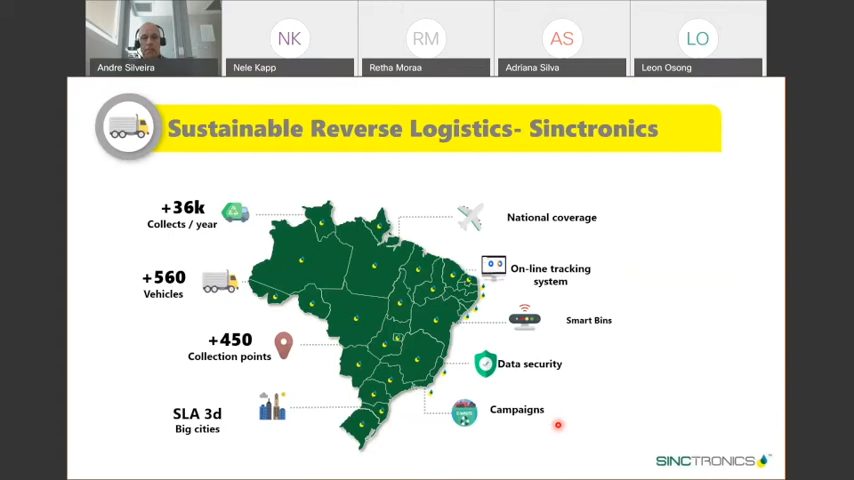 NK
RM
AS
LO
Andre Silveira
Nele Kapp
Retha Moraa
Adriana Silva
Leon Osong
Sustainable Reverse Logistics- Sinctronics
+36k
Collects / year
National coverage
+560
Vehicles
On-line tracking
system
Smart Bins
+450
Collection points
Data security
SLA 3d
Big cities
Campaigns
SINCTRONICS